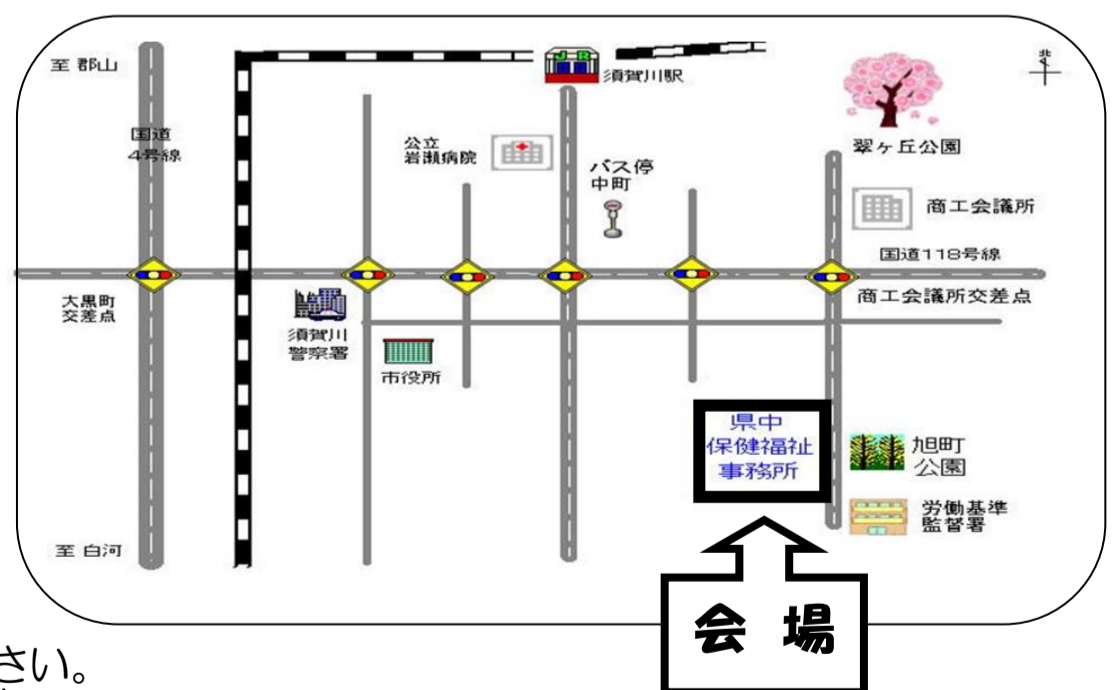 至 郡山
国道
4号線
JR
須賀川駅
北
公立
岩瀬病院
バス停
中町
翠ヶ丘公園
商工会議所
国道118号線
大黒町
交差点
商工会議所交差点
須賀川
警察署
市役所
県中
保健福祉
事務所
旭町
公園
労働基準
監督署
至 白河
会 場
さい。